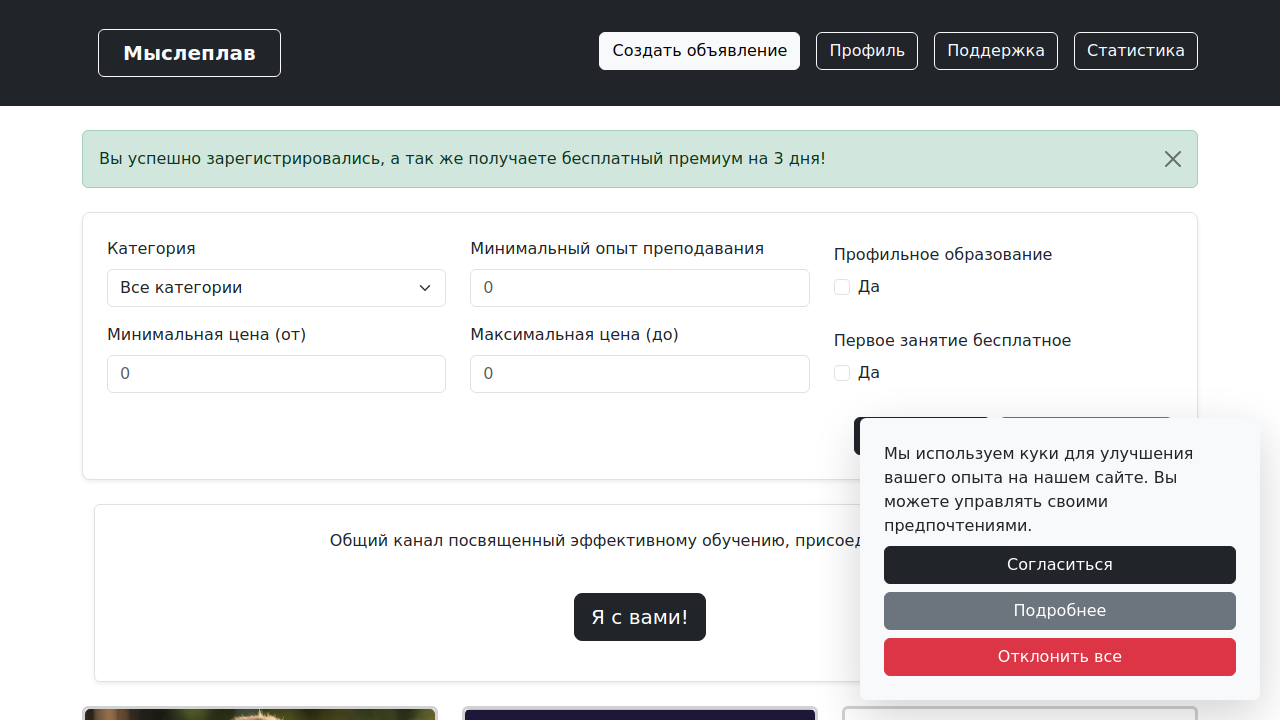 Мыслеплав
Создать объявление
Профиль
Поддержка
Статистика
Вы успешно зарегистрировались, а так же получаете бесплатный премиум на 3 дня!
Категория
Все категории
Минимальный опыт преподавания
0
Профильное образование
Да
Минимальная цена (от)
0
Максимальная цена (до)
0
Первое занятие бесплатное
Да
Общий канал посвященный эффективному обучению,
Я с вами!
Мы используем куки для улучшения
вашего опыта на нашем сайте. Вы
можете управлять своими
предпочтениями.
Согласиться
Подробнее
Отклонить все